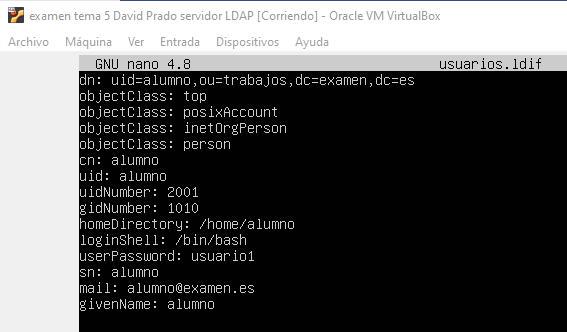 examen tema 5 David Prado servidor LDAP [Corriendo] - Oracle VM VirtualBox
Archivo Máquina Ver Entrada Dispositivos Ayuda
GNU nano 4.8 usuarios.ldif
dn: uid=alumno,ou=trabajos,dc=examen,dc=es
objectClass: top
objectClass: posixAccount
objectClass: inetOrgPerson
objectClass: person
cn: alumno
uid: alumno
uidNumber: 2001
gidNumber: 1010
homeDirectory: /home/alumno
loginShell: /bin/bash
userPassword: usuario1
sn: alumno
mail: alumno@examen.es
givenName: alumno